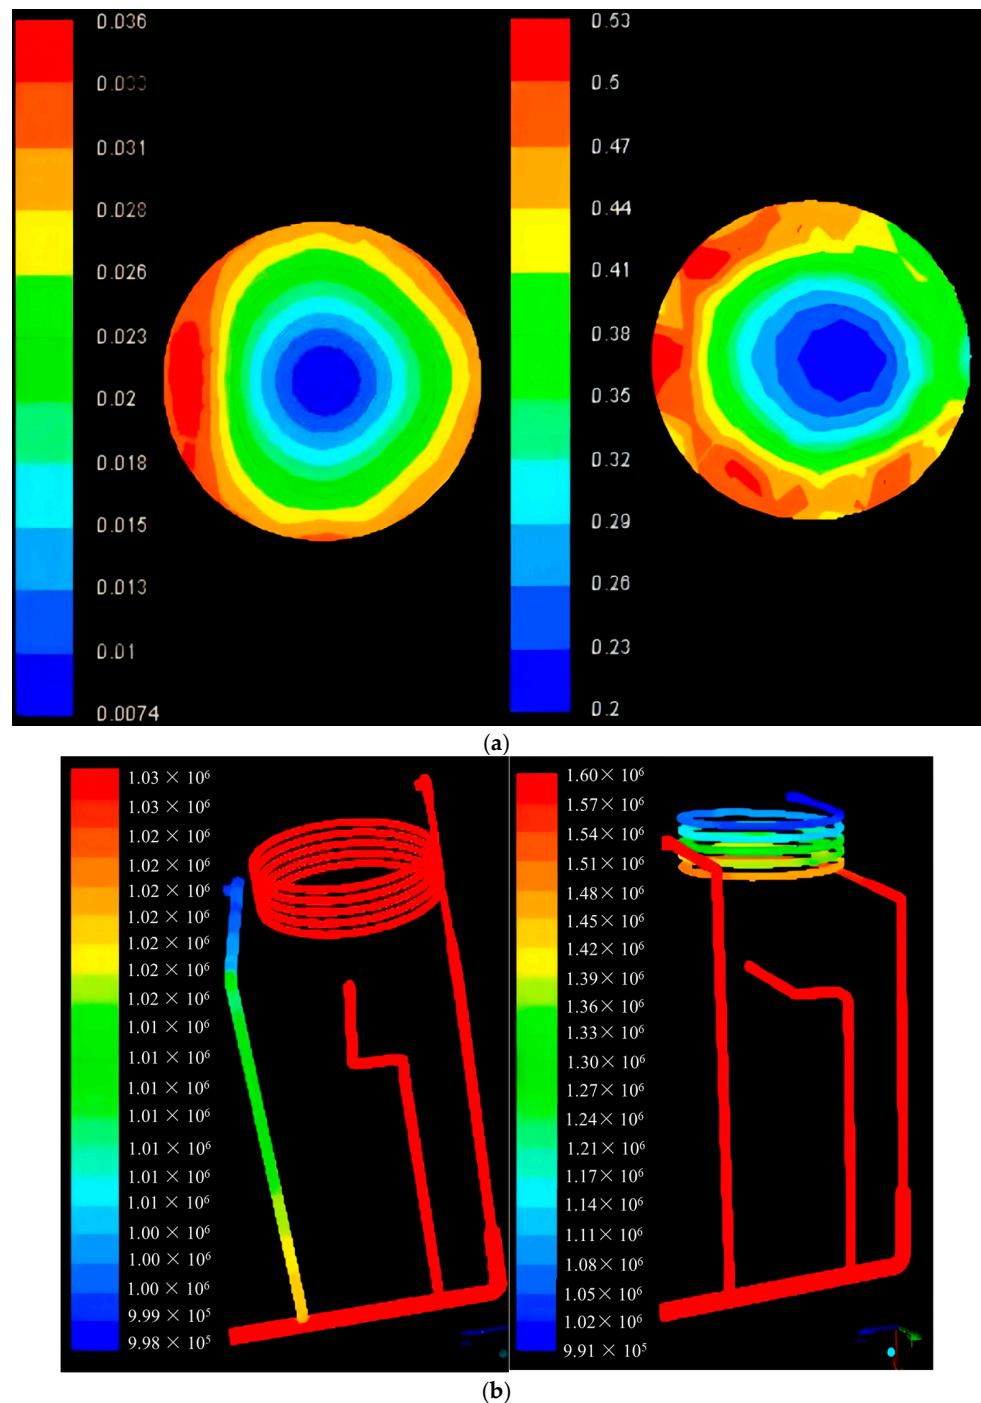 0.036
0.033
0.031
0.028
0.026
0.023
0.02
0.018
0.015
0.013
0.01
0.0074
0.53
0.5
0.47
0.44
0.41
0.38
0.35
0.32
0.29
0.26
0.23
0.2
(a)
1.03 × 10⁶
1.03 × 10⁶
1.02 × 10⁶
1.02 × 10⁶
1.02 × 10⁶
1.02 × 10⁶
1.02 × 10⁶
1.02 × 10⁶
1.02 × 10⁶
1.01 × 10⁶
1.01 × 10⁶
1.01 × 10⁶
1.01 × 10⁶
1.01 × 10⁶
1.01 × 10⁶
1.01 × 10⁶
1.00 × 10⁶
1.00 × 10⁶
1.00 × 10⁶
9.99 × 10⁵
9.98 × 10⁵
1.60× 10⁶
1.57× 10⁶
1.54× 10⁶
1.51× 10⁶
1.48× 10⁶
1.45× 10⁶
1.42× 10⁶
1.39× 10⁶
1.36× 10⁶
1.33× 10⁶
1.30× 10⁶
1.27× 10⁶
1.24× 10⁶
1.21× 10⁶
1.17× 10⁶
1.14× 10⁶
1.11× 10⁶
1.08× 10⁶
1.05× 10⁶
1.02× 10⁶
9.91× 10⁵
(b)